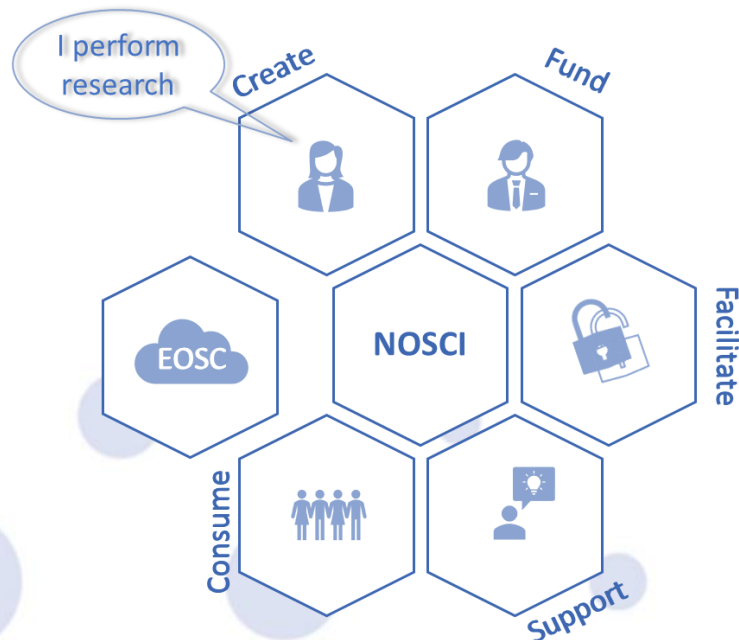 I perform
research
Create
Fund
Facilitate
NOSCI
EOSC
Consume
Support